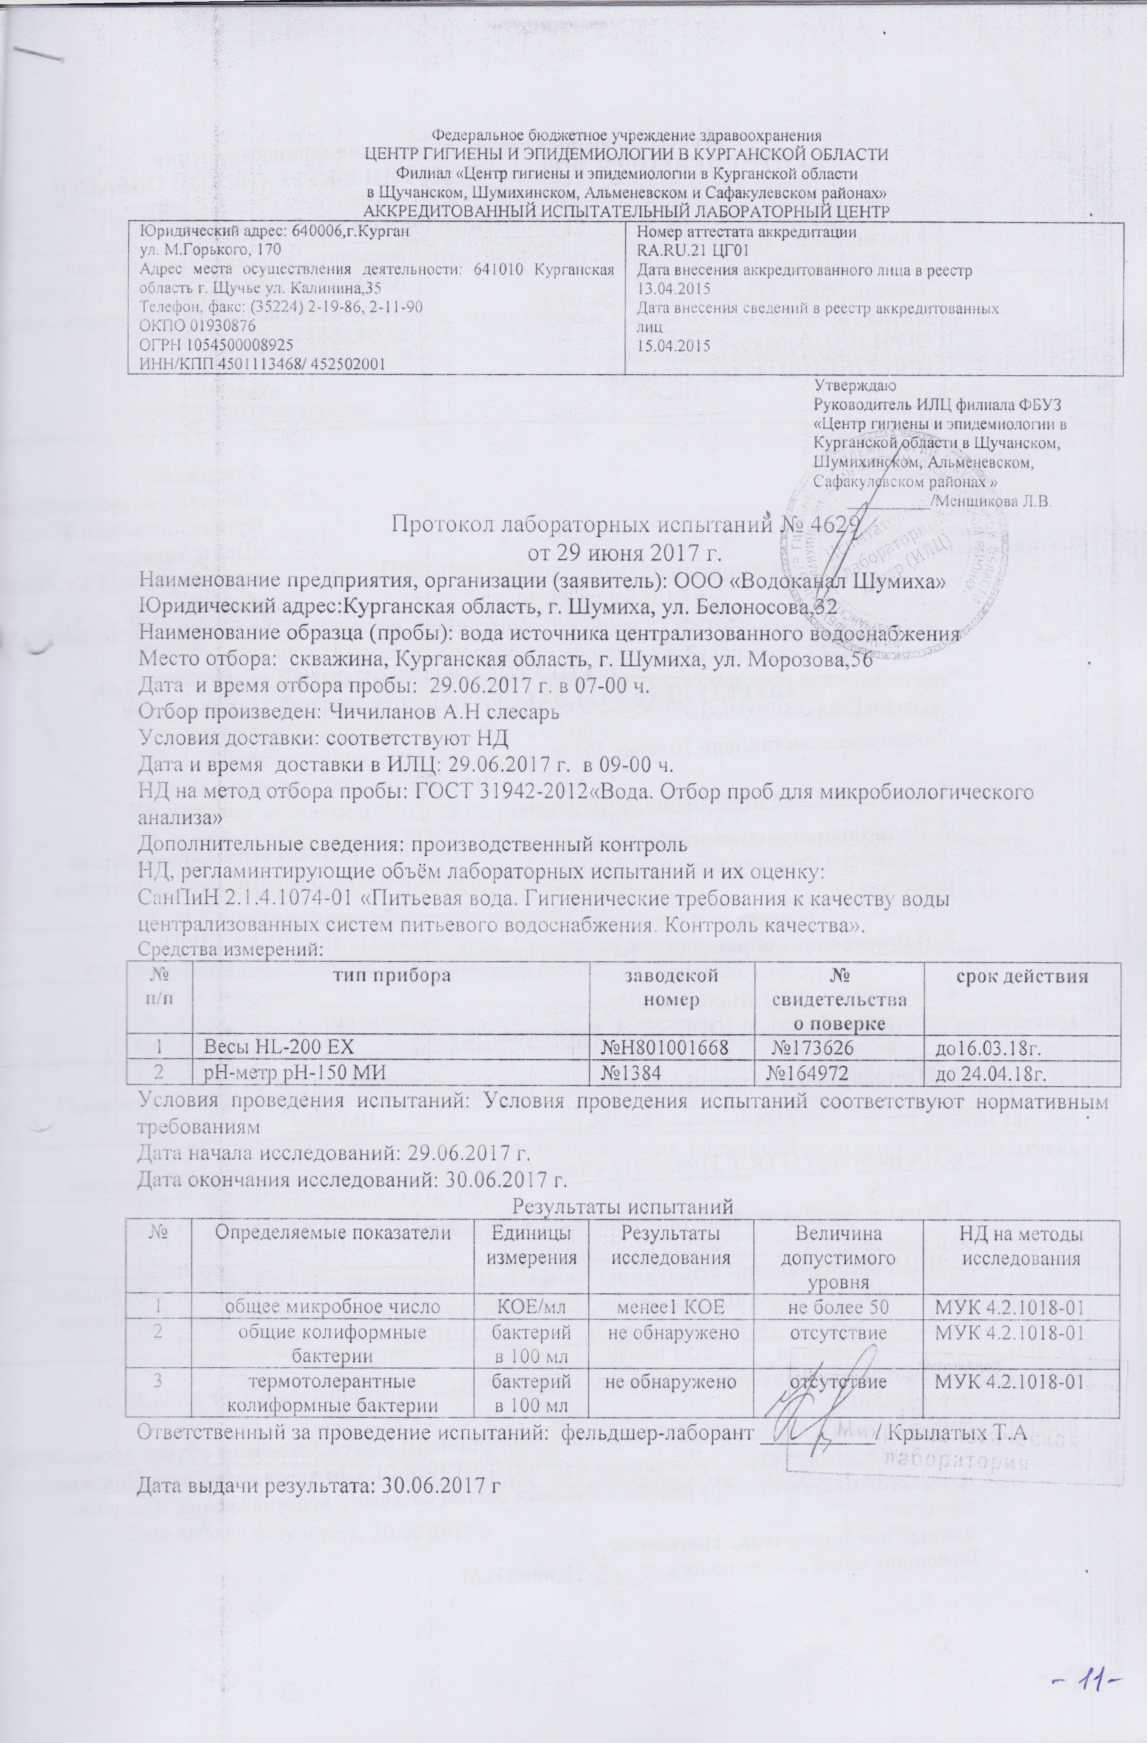 Федеральное бюджетное учреждение здравоохранения
ЦЕНТР ГИГИЕНЫ И ЭПИДЕМИОЛОГИИ В КУРГАНСКОЙ ОБЛАСТИ
Филиал «Центр гигиены и эпидемиологии в Курганской области
в Щучанском, Шумихинском, Альменевском и Сафакулевском районах»
АККРЕДИТОВАННЫЙ ИСПЫТАТЕЛЬНЫЙ ЛАБОРАТОРНЫЙ ЦЕНТР
Юридический адрес: 640006,г.Курган
ул. М.Горького, 170
Адрес места осуществления деятельности: 641010 Курганская
область г. Щучье ул. Калинина,35
Телефон, факс: (35224) 2-19-86, 2-11-90
ОКПО 01930876
ОГРН 1054500008925
ИНН/КПП 4501113468/ 452502001
Номер аттестата аккредитации
RA.RU.21 ЦГ01
Дата внесения аккредитованного лица в реестр
13.04.2015
Дата внесения сведений в реестр аккредитованных
лиц
15.04.2015
Утверждаю
Руководитель ИЛЦ филиала ФБУЗ
«Центр гигиены и эпидемиологии в
Курганской области в Щучанском,
Шумихинском, Альменевском,
Сафакулевском районах »
__________/Менщикова Л.В.
Протокол лабораторных испытаний № 4629
от 29 июня 2017 г.
Наименование предприятия, организации (заявитель): ООО «Водоканал Шумиха»
Юридический адрес:Курганская область, г. Шумиха, ул. Белоносова,32
Наименование образца (пробы): вода источника централизованного водоснабжения
Место отбора: скважина, Курганская область, г. Шумиха, ул. Морозова,56
Дата и время отбора пробы: 29.06.2017 г. в 07-00 ч.
Отбор произведен: Чичиланов А.Н слесарь
Условия доставки: соответствуют НД
Дата и время доставки в ИЛЦ: 29.06.2017 г. в 09-00 ч.
НД на метод отбора пробы: ГОСТ 31942-2012«Вода. Отбор проб для микробиологического
анализа»
Дополнительные сведения: производственный контроль
НД, регламинтирующие объём лабораторных испытаний и их оценку:
СанПиН 2.1.4.1074-01 «Питьевая вода. Гигиенические требования к качеству воды
централизованных систем питьевого водоснабжения. Контроль качества».
Средства измерений:
№ п/п	тип прибора	заводской номер	№ свидетельства о поверке	срок действия
1	Весы HL-200 EX	№H801001668	№173626	до16.03.18г.
2	pH-метр pH-150 МИ	№1384	№164972	до 24.04.18г.
Условия проведения испытаний: Условия проведения испытаний соответствуют нормативным
требованиям
Дата начала исследований: 29.06.2017 г.
Дата окончания исследований: 30.06.2017 г.
Результаты испытаний
№	Определяемые показатели	Единицы измерения	Результаты исследования	Величина допустимого уровня	НД на методы исследования
1	общее микробное число	КОЕ/мл	менее1 КОЕ	не более 50	МУК 4.2.1018-01
2	общие колиформные бактерии	бактерий в 100 мл	не обнаружено	отсутствие	МУК 4.2.1018-01
3	термотолерантные колиформные бактерии	бактерий в 100 мл	не обнаружено	отсутствие	МУК 4.2.1018-01
Ответственный за проведение испытаний: фельдшер-лаборант __________/ Крылатых Т.А
лаборатория
Дата выдачи результата: 30.06.2017 г
- 11 -